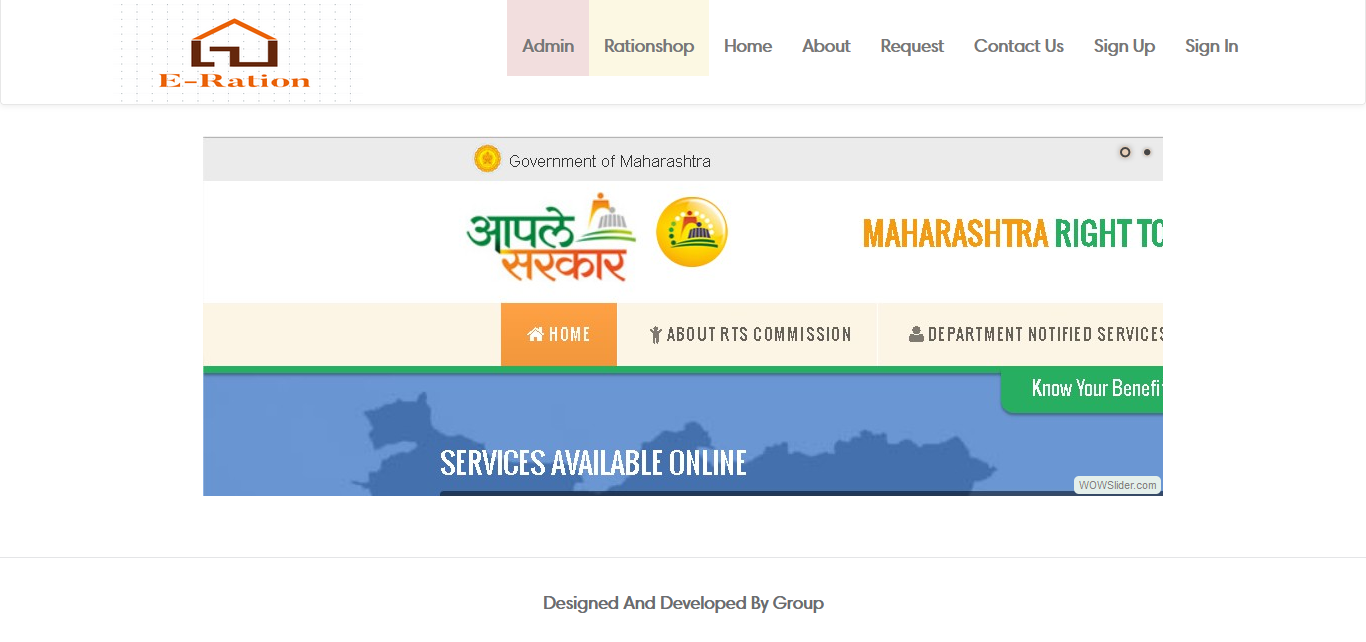 Admin Rationshop Home About Request Contact Us Sign Up Sign In
E-Ration
Government of Maharashtra
आपले
सरकार
MAHARASHTRA RIGHT TO
HOME ABOUT RTS COMMISSION DEPARTMENT NOTIFIED SERVICES
Know Your Benefi
SERVICES AVAILABLE ONLINE
WOWSlider.com
Designed And Developed By Group